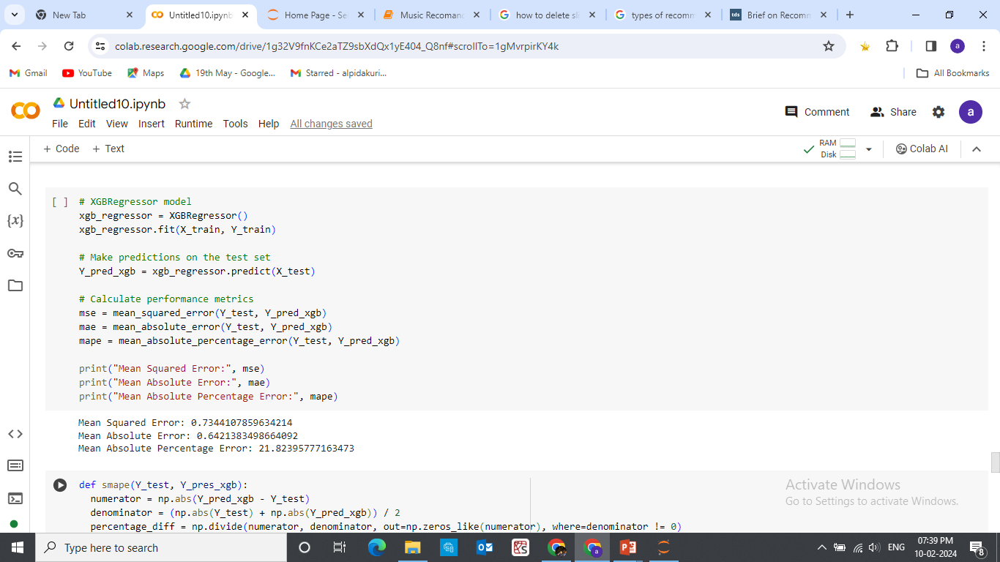 New Tab
Untitled10.ipynb
Home Page - Se
Music Recoman
how to delete sl
types of recomm
tds
Brief on Recomm
colab.research.google.com/drive/1g32V9fnKCe2aTZ9sbXdQx1yE404_Q8nf#scrollTo=1gMvrpirKY4k
a
Gmail
YouTube
Maps
19th May - Google...
Starred - alpidakuri...
All Bookmarks
Untitled10.ipynb
Comment
Share
a
File Edit View Insert Runtime Tools Help All changes saved
+ Code + Text
RAM
Disk
Colab AI
{x}
[ ] # XGBRegressor model
xgb_regressor = XGBRegressor()
xgb_regressor.fit(X_train, Y_train)
# Make predictions on the test set
Y_pred_xgb = xgb_regressor.predict(X_test)
# Calculate performance metrics
mse = mean_squared_error(Y_test, Y_pred_xgb)
mae = mean_absolute_error(Y_test, Y_pred_xgb)
mape = mean_absolute_percentage_error(Y_test, Y_pred_xgb)
print("Mean Squared Error:", mse)
print("Mean Absolute Error:", mae)
print("Mean Absolute Percentage Error:", mape)
Mean Squared Error: 0.7344107859634214
Mean Absolute Error: 0.6421383498664092
Mean Absolute Percentage Error: 21.82395777163473
def smape(Y_test, Y_pres_xgb):
numerator = np.abs(Y_pred_xgb - Y_test)
denominator = (np.abs(Y_test) + np.abs(Y_pred_xgb)) / 2
percentage_diff = np.divide(numerator, denominator, out=np.zeros_like(numerator), where=denominator != 0)
Activate Windows
Go to Settings to activate Windows.
Type here to search
ENG
07:39 PM
10-02-2024
8